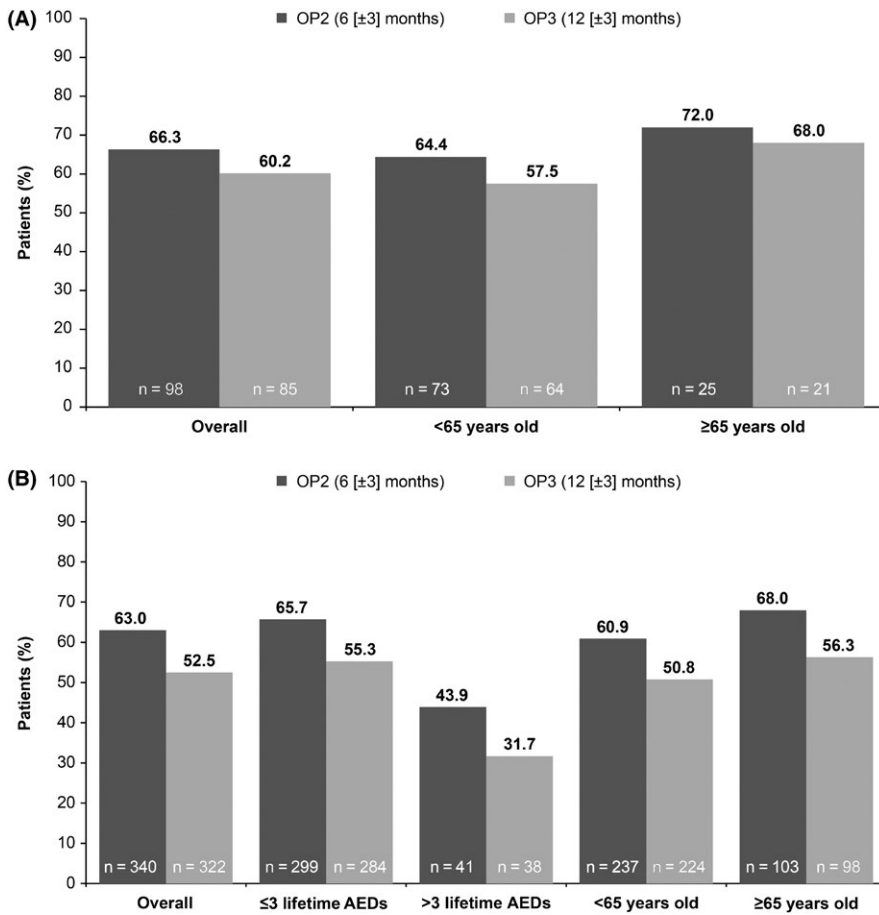 (A)
OP2 (6 [±3] months) OP3 (12 [±3] months)
Patients (%)
100
90
80
70
60
50
40
30
20
10
0
66.3
60.2
64.4
57.5
72.0
68.0
n = 98
n = 85
n = 73
n = 64
n = 25
n = 21
Overall
<65 years old
≥65 years old
(B)
OP2 (6 [±3] months) OP3 (12 [±3] months)
Patients (%)
100
90
80
70
60
50
40
30
20
10
0
63.0
52.5
65.7
55.3
43.9
31.7
60.9
50.8
68.0
56.3
n = 340
n = 322
n = 299
n = 284
n = 41
n = 38
n = 237
n = 224
n = 103
n = 98
Overall
≤3 lifetime AEDs
>3 lifetime AEDs
<65 years old
≥65 years old